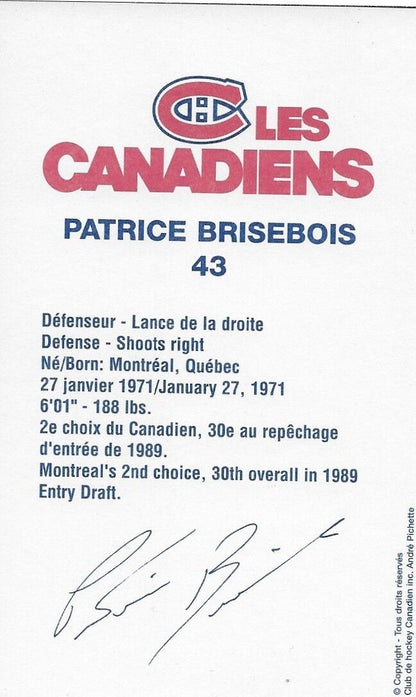 LES
CANADIENS
PATRICE BRISEBOIS
43
Défenseur - Lance de la droite
Defense - Shoots right
Né/Born: Montréal, Québec
27 janvier 1971/January 27, 1971
6'01" - 188 lbs.
2e choix du Canadien, 30e au repêchage
d'entrée de 1989.
Montreal's 2nd choice, 30th overall in 1989
Entry Draft.
© Copyright - Tous droits réservés
Club de hockey Canadien inc. André Pichette